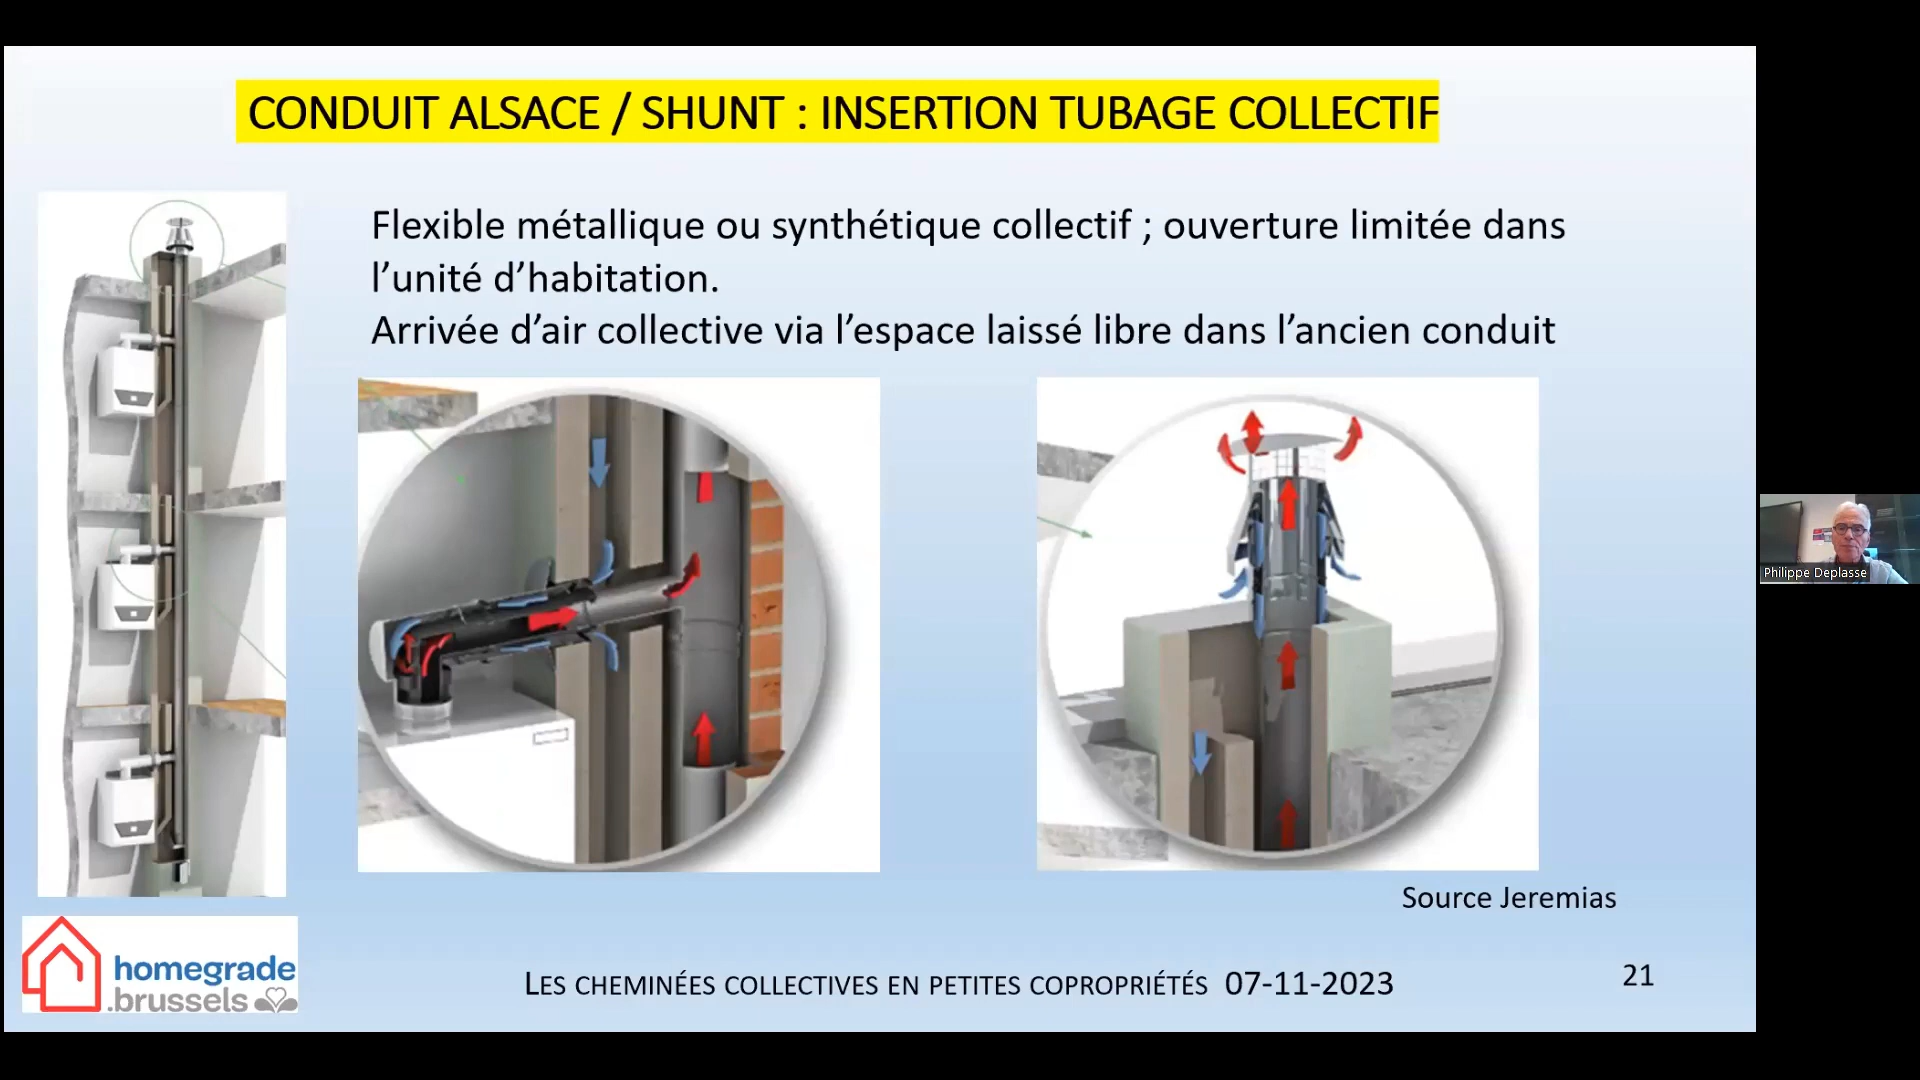 CONDUIT ALSACE / SHUNT : INSERTION TUBAGE COLLECTIF
Flexible métallique ou synthétique collectif ; ouverture limitée dans
l’unité d’habitation.
Arrivée d’air collective via l’espace laissé libre dans l’ancien conduit
Philippe Deplasse
Source Jeremias
homegrade
.brussels
LES CHEMINÉES COLLECTIVES EN PETITES COPROPRIÉTÉS 07-11-2023
21